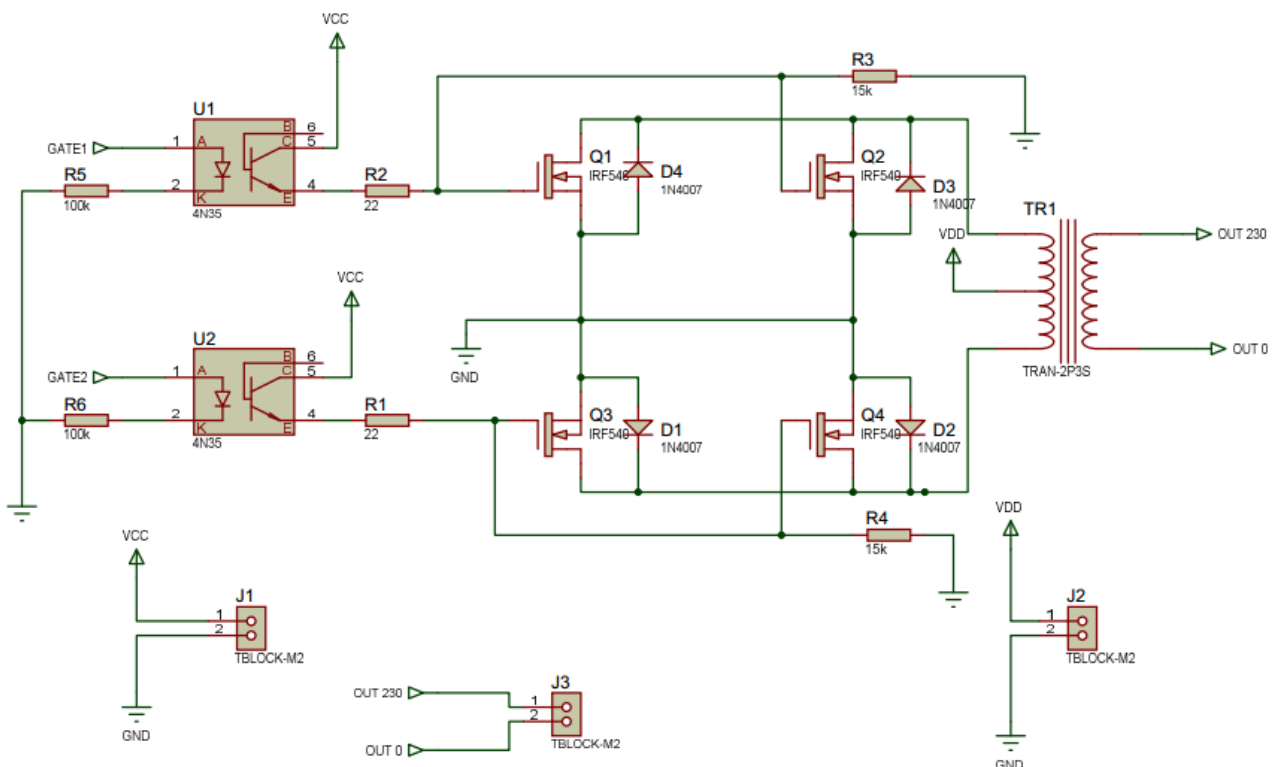 VCC
R3
15k
U1
B 6
C 5
GATE1 1 A
R5 2 K
E 4
100k
4N35
R2
22
Q1
IRF540
D4
1N4007
Q2
IRF540
D3
1N4007
TR1
VDD
OUT 230
OUT 0
TRAN-2P3S
VCC
GND
U2
B 6
C 5
GATE2 1 A
R6 2 K
E 4
100k
4N35
R1
22
Q3
IRF540
D1
1N4007
Q4
IRF540
D2
1N4007
R4
15k
VCC
J1
1
2
TBLOCK-M2
GND
OUT 230
OUT 0
J3
1
2
TBLOCK-M2
VDD
J2
1
2
TBLOCK-M2
GND